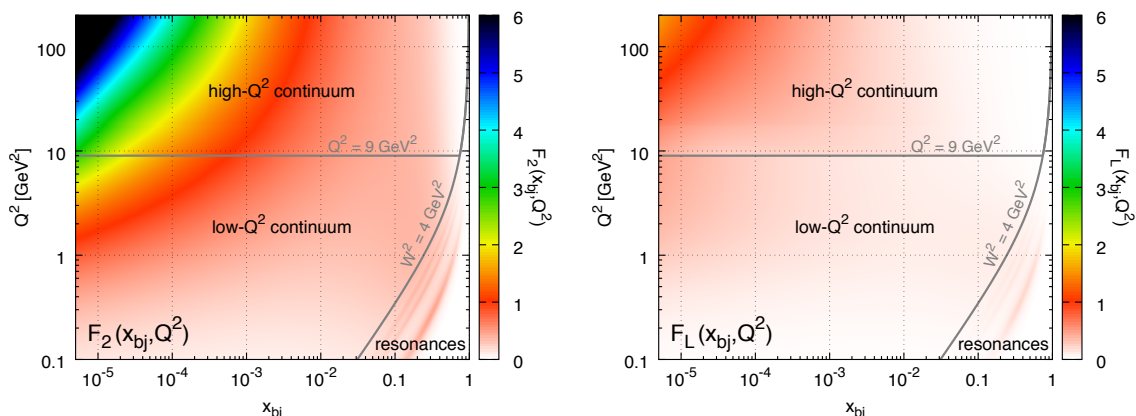 Q² [GeV²]
100
10
1
0.1
high-Q² continuum
Q² = 9 GeV²
low-Q² continuum
W² = 4 GeV²
F₂(x_bj,Q²)
resonances
10⁻⁵ 10⁻⁴ 10⁻³ 10⁻² 0.1 1
x_bj
6
5
4
3
2
1
0
F₂(x_bj,Q²)
Q² [GeV²]
100
10
1
0.1
high-Q² continuum
Q² = 9 GeV²
low-Q² continuum
W² = 4 GeV²
F_L(x_bj,Q²)
resonances
10⁻⁵ 10⁻⁴ 10⁻³ 10⁻² 0.1 1
x_bj
6
5
4
3
2
1
0
F_L(x_bj,Q²)